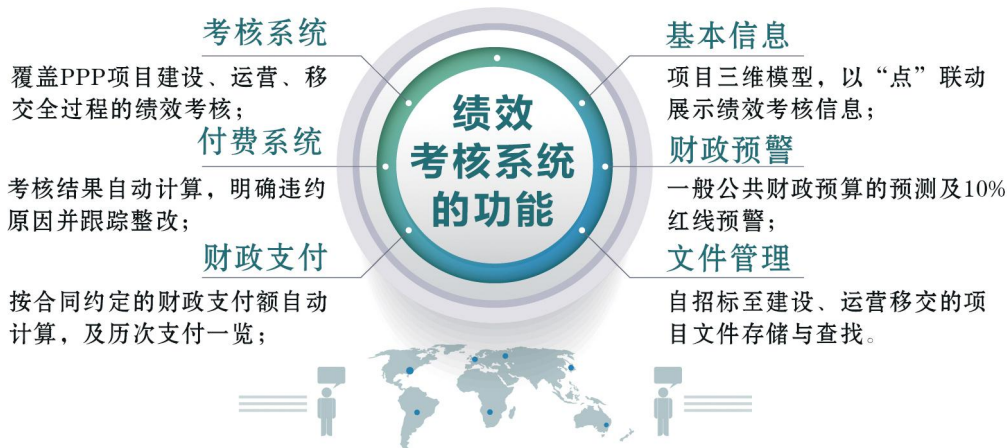 考核系统
覆盖PPP项目建设、运营、移
交全过程的绩效考核；
付费系统
考核结果自动计算，明确违约
原因并跟踪整改；
财政支付
按合同约定的财政支付额自动
计算，及历次支付一览；
绩效
考核系统
的功能
基本信息
项目三维模型，以“点”联动
展示绩效考核信息；
财政预警
一般公共财政预算的预测及10%
红线预警；
文件管理
自招标至建设、运营移交的项
目文件存储与查找。